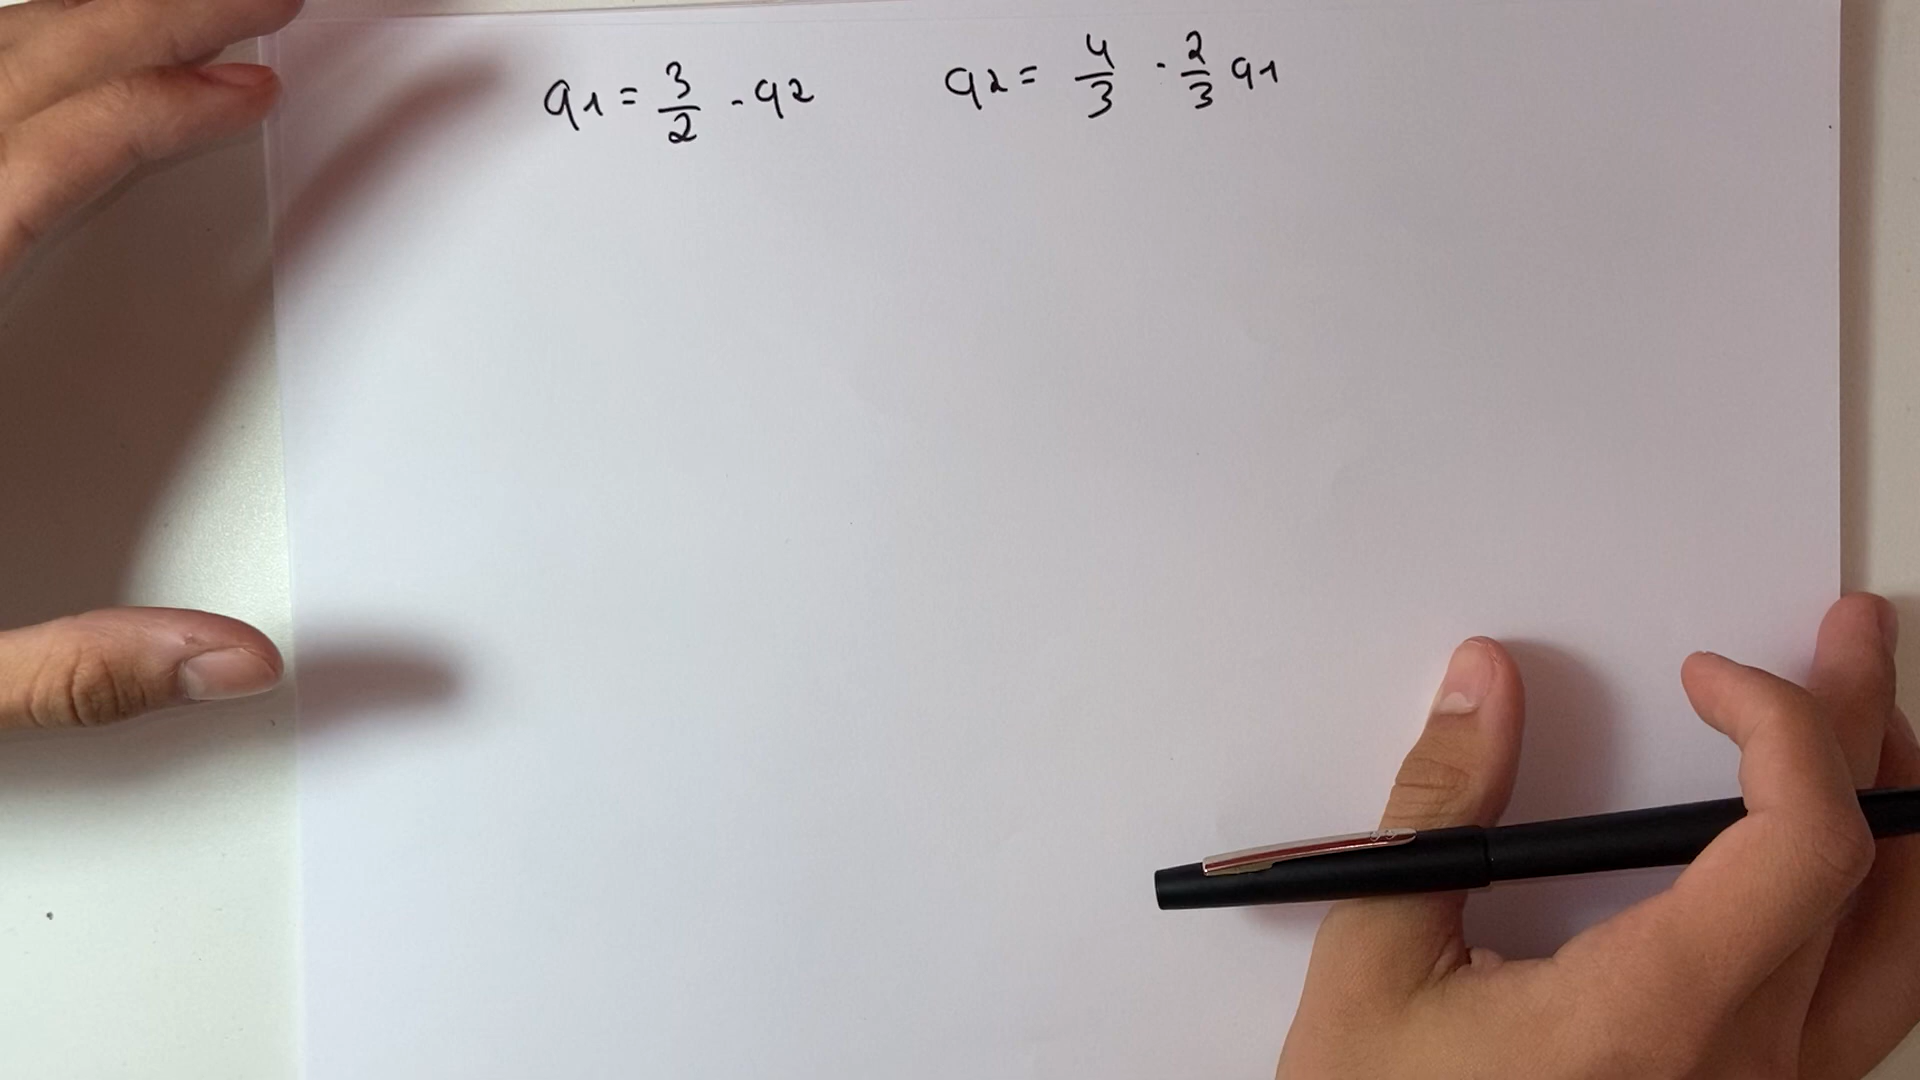 q1 = 3/2 - q2    q2 = 4/3 - 2/3 q1